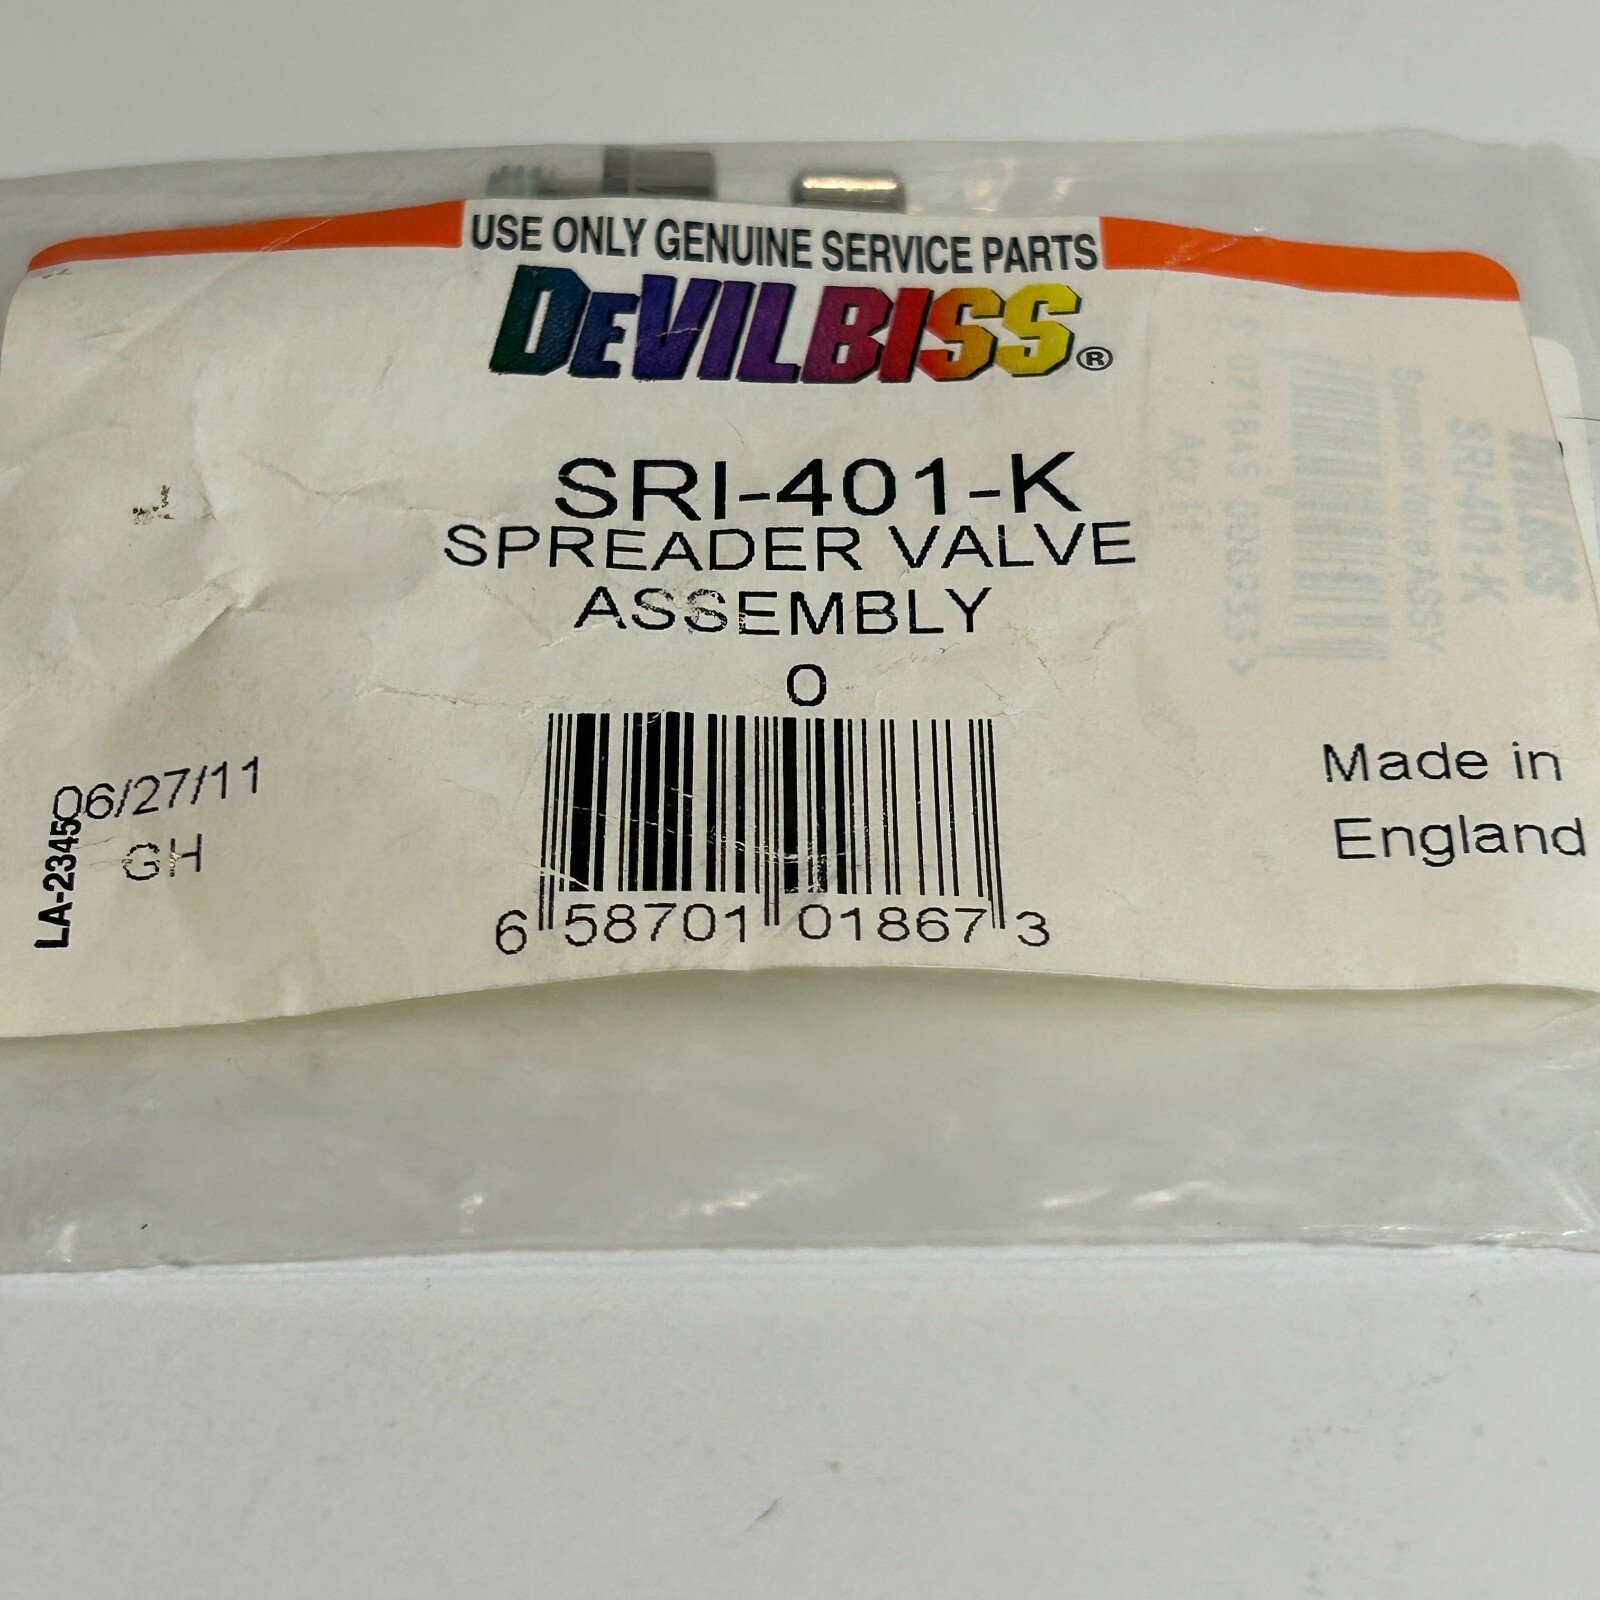 USE ONLY GENUINE SERVICE PARTS
DEVILBISS®
SRI-401-K
SPREADER VALVE
ASSEMBLY
0
06/27/11
GH
LA-2345
6 58701 01867 3
Made in
England
SRI-401-K